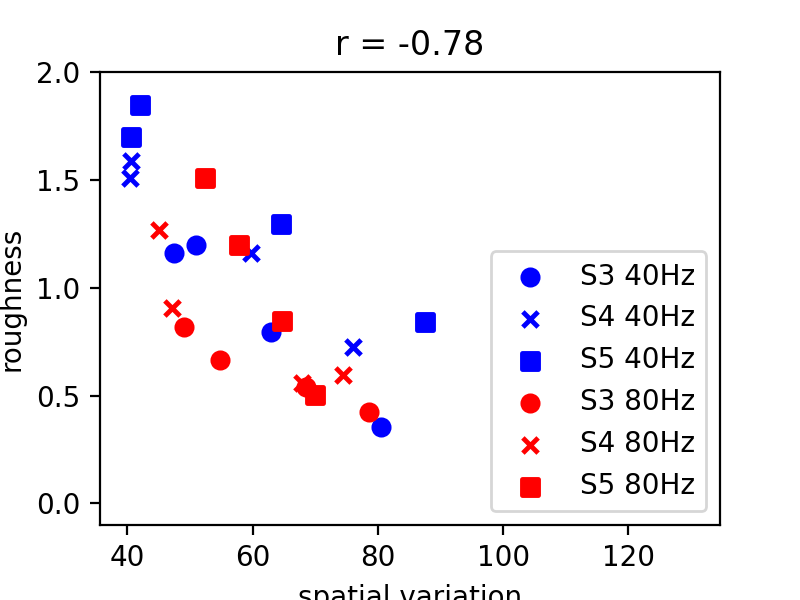 r = -0.78
2.0
1.5
1.0
0.5
0.0
roughness
S3 40Hz
S4 40Hz
S5 40Hz
S3 80Hz
S4 80Hz
S5 80Hz
40 60 80 100 120
spatial variation